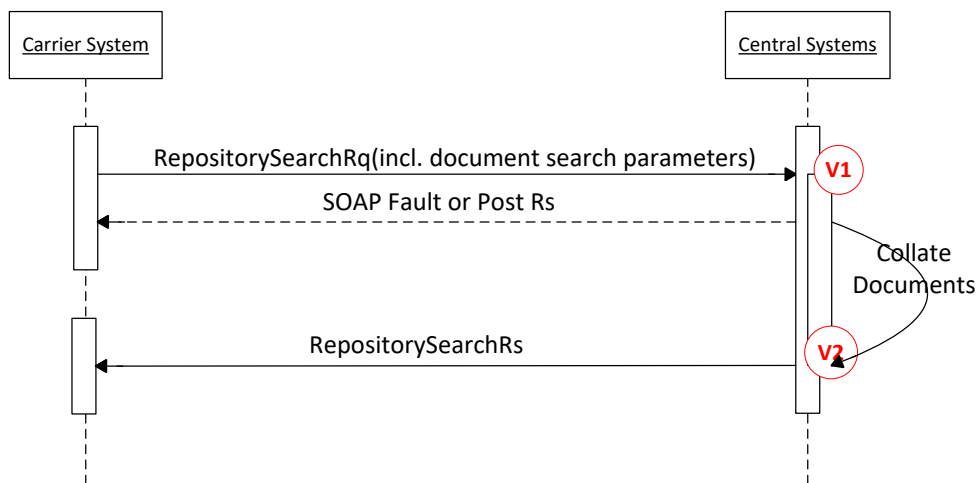 Carrier System
Central Systems
RepositorySearchRq(incl. document search parameters)
V1
SOAP Fault or Post Rs
Collate
Documents
RepositorySearchRs
V2